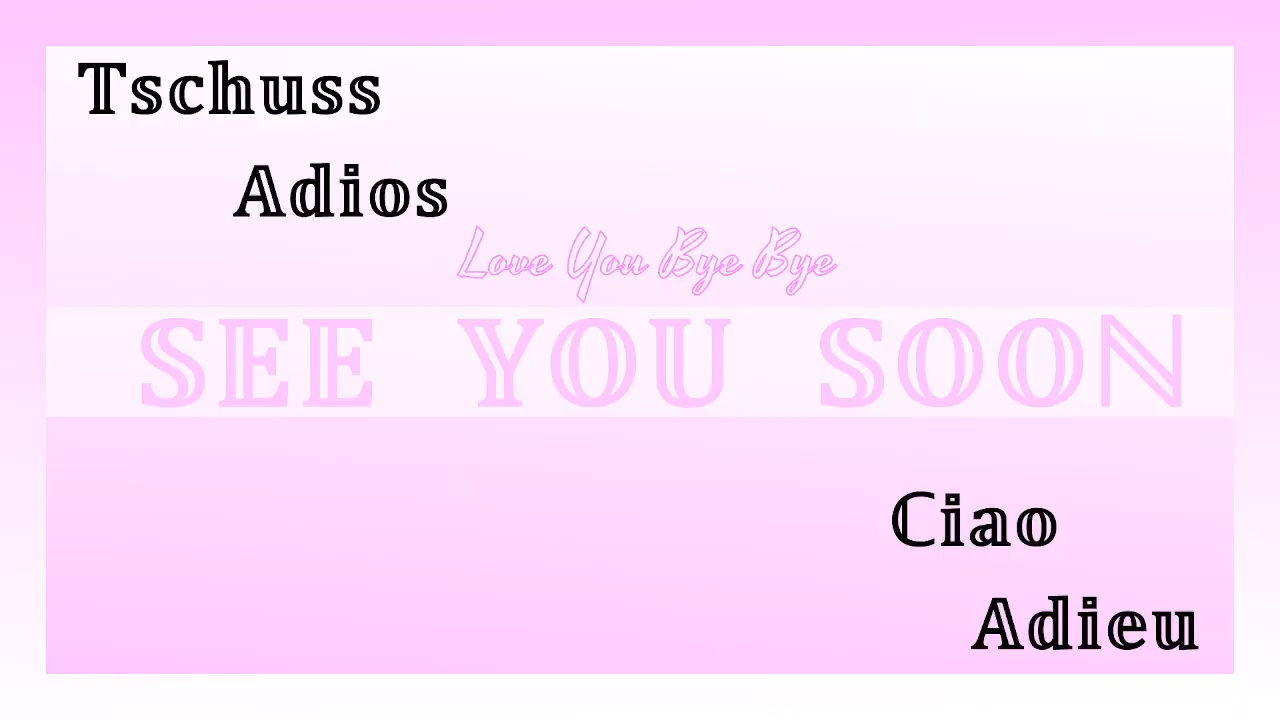 Tschuss
Adios
Love You Bye Bye
SEE YOU SOON
Ciao
Adieu